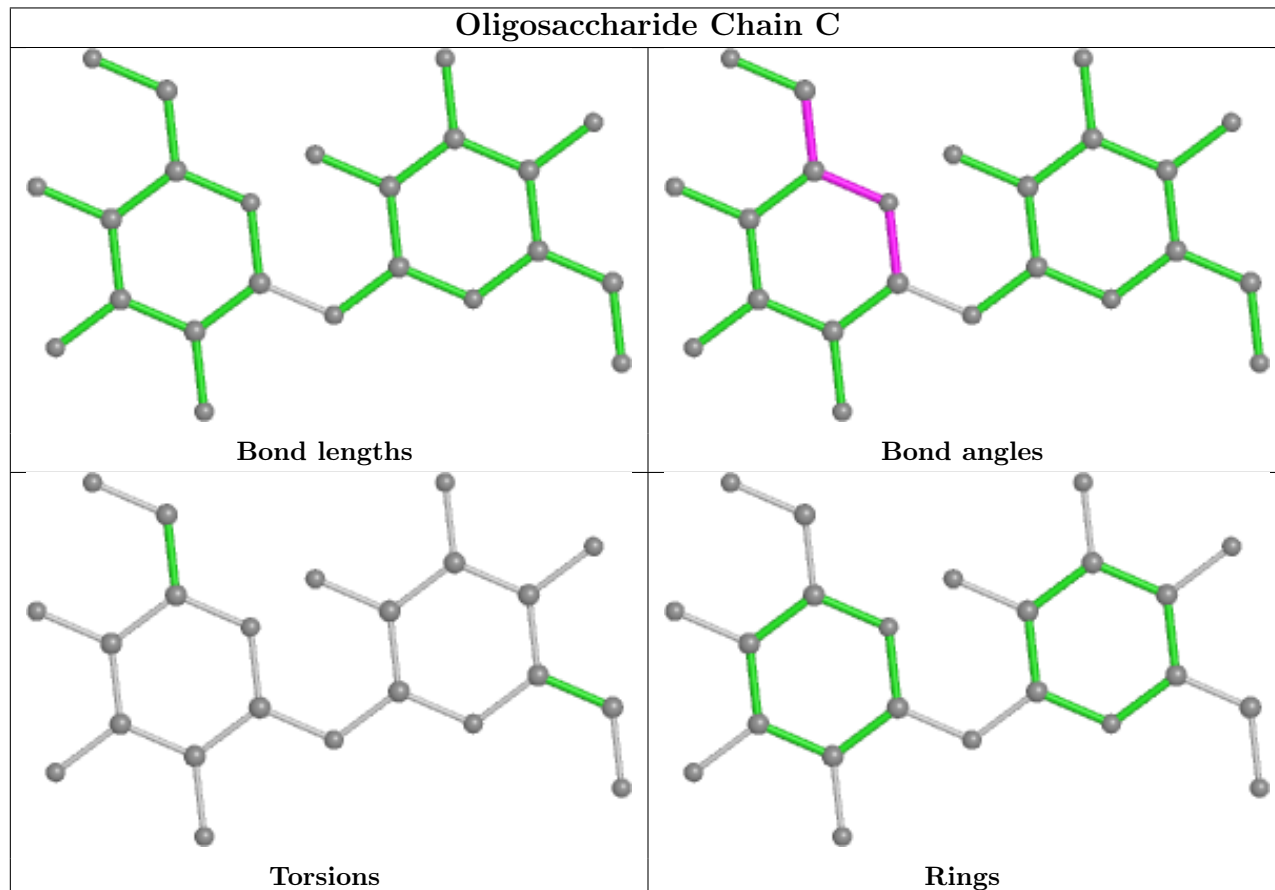 Oligosaccharide Chain C
Bond lengths
Bond angles
Torsions
Rings